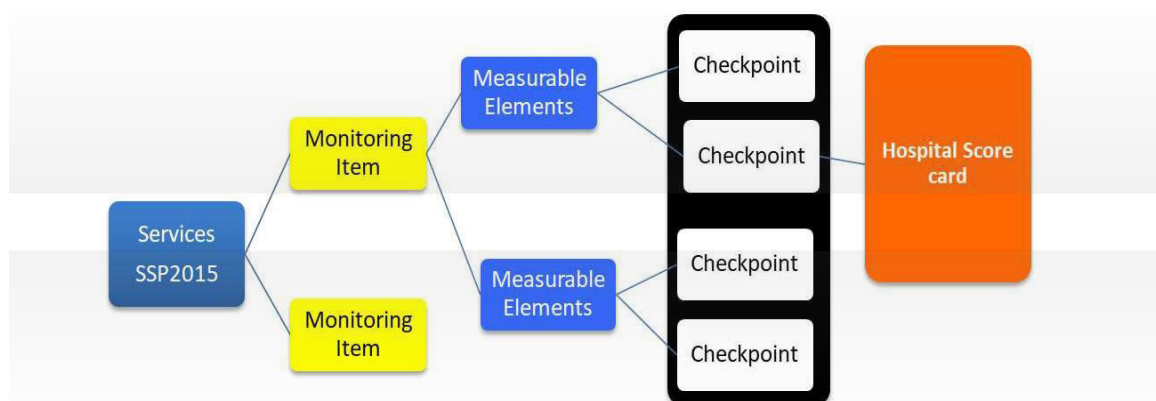 Services
SSP2015
Monitoring
Item
Monitoring
Item
Measurable
Elements
Measurable
Elements
Checkpoint
Checkpoint
Checkpoint
Checkpoint
Hospital Score
card